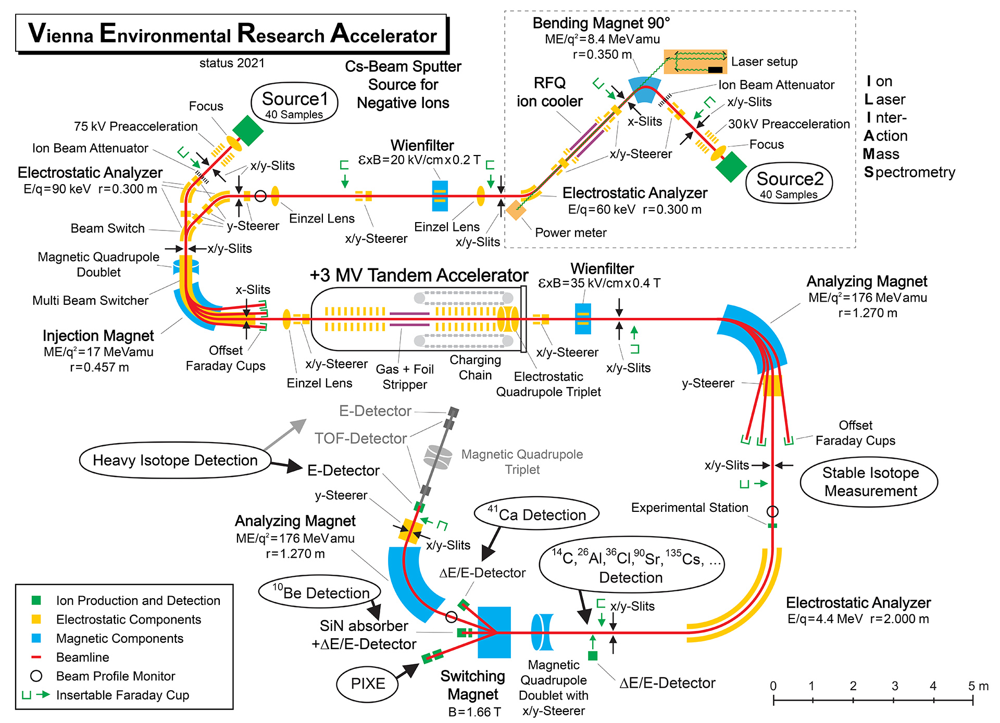 Vienna Environmental Research Accelerator
status 2021
Cs-Beam Sputter
Source for
Negative Ions
Source1
40 Samples
Focus
75 kV Preacceleration
Ion Beam Attenuator
x/y-Slits
Electrostatic Analyzer
E/q=90 keV r=0.300 m
Beam Switch
y-Steerer
x/y-Slits
Magnetic Quadrupole
Doublet
Multi Beam Switcher
Injection Magnet
ME/q²=17 MeVamu
r=0.457 m
x-Slits
Offset
Faraday Cups
Einzel Lens
x/y-Steerer
Wienfilter
ƐxB=20 kV/cmx0.2 T
Einzel Lens
x/y-Slits
Bending Magnet 90°
ME/q²=8.4 MeVamu
r=0.350 m
Laser setup
RFQ
ion cooler
Ion Beam Attenuator
x/y-Slits
x-Slits
30kV Preacceleration
Focus
x/y-Steerer
Source2
40 Samples
Electrostatic Analyzer
E/q=60 keV r=0.300 m
Power meter
Ion
Laser
Inter-
Action
Mass
Spectrometry
+3 MV Tandem Accelerator
Einzel Lens
x/y-Steerer
Gas + Foil
Stripper
Charging
Chain
Electrostatic
Quadrupole Triplet
x/y-Steerer
Wienfilter
ƐxB=35 kV/cmx0.4 T
x/y-Slits
Analyzing Magnet
ME/q²=176 MeVamu
r=1.270 m
y-Steerer
Offset
Faraday Cups
x/y-Slits
Stable Isotope
Measurement
Experimental Station
Electrostatic Analyzer
E/q=4.4 MeV r=2.000 m
E-Detector
TOF-Detector
Magnetic Quadrupole
Triplet
Heavy Isotope Detection
E-Detector
y-Steerer
Analyzing Magnet
ME/q²=176 MeVamu
r=1.270 m
x/y-Slits
⁴¹Ca Detection
ΔE/E-Detector
¹⁴C,²⁶Al,³⁶Cl,⁹⁰Sr,¹³⁵Cs, ...
Detection
x/y-Slits
¹⁰Be Detection
SiN absorber
+ΔE/E-Detector
PIXE
Switching
Magnet
B=1.66 T
Magnetic
Quadrupole
Doublet with
x/y-Steerer
ΔE/E-Detector
Ion Production and Detection
Electrostatic Components
Magnetic Components
Beamline
Beam Profile Monitor
Insertable Faraday Cup
0 1 2 3 4 5 m